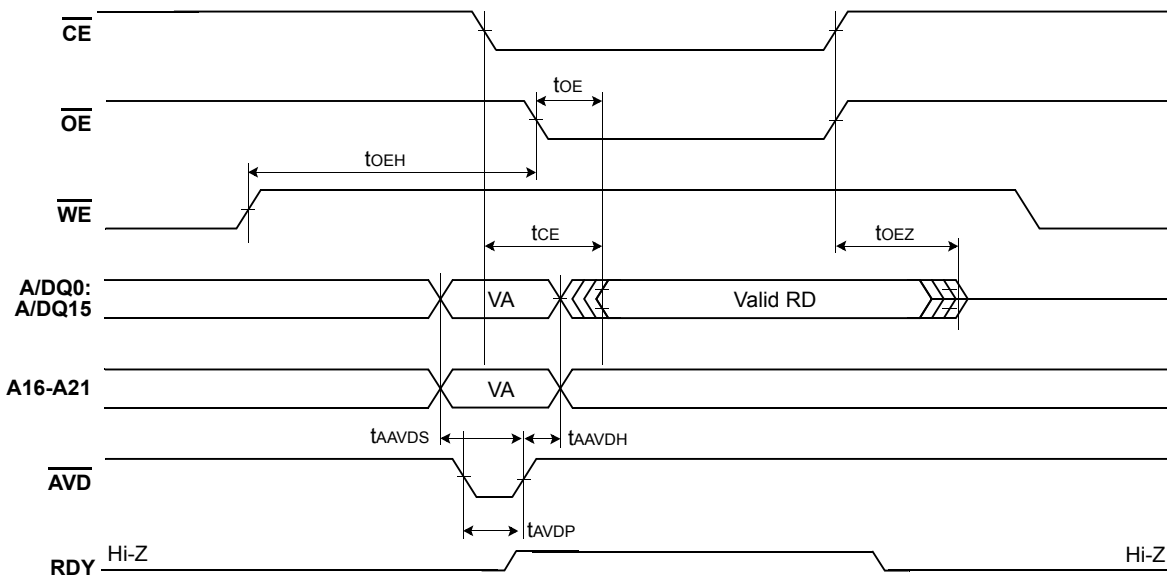 CE
tOE
OE
tOEH
WE
tCE
tOEZ
A/DQ0:
A/DQ15
VA
Valid RD
A16-A21
VA
tAAVDS
tAAVDH
AVD
tAVDP
Hi-Z
Hi-Z
RDY